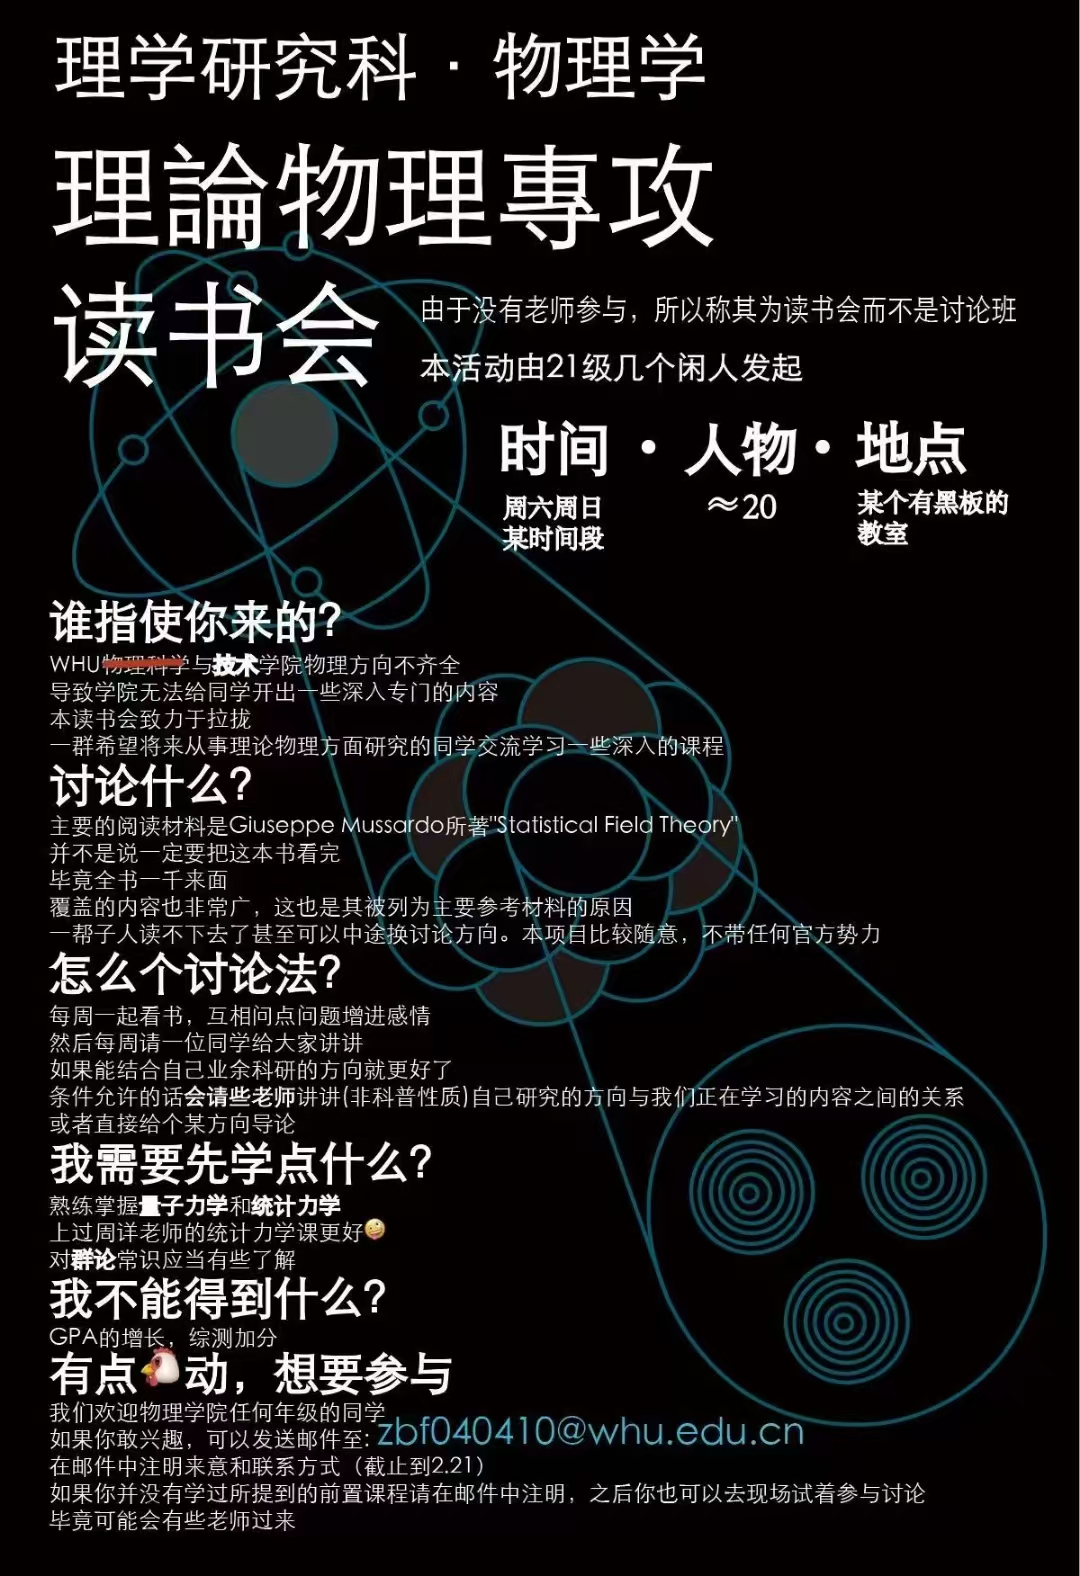 理学研究科 · 物理学
理論物理專攻
读书会
由于没有老师参与，所以称其为读书会而不是讨论班
本活动由21级几个闲人发起
时间 · 人物 · 地点
周六周日
某时间段
≈20
某个有黑板的
教室
谁指使你来的?
WHU物理科学与技术学院物理方向不齐全
导致学院无法给同学开出一些深入专门的内容
本读书会致力于拉拢
一群希望将来从事理论物理方面研究的同学交流学习一些深入的课程
讨论什么?
主要的阅读材料是Giuseppe Mussardo所著"Statistical Field Theory"
并不是说一定要把这本书看完
毕竟全书一千来面
覆盖的内容也非常广，这也是其被列为主要参考材料的原因
一帮子人读不下去了甚至可以中途换讨论方向。本项目比较随意，不带任何官方势力
怎么个讨论法?
每周一起看书，互相问点问题增进感情
然后每周请一位同学给大家讲讲
如果能结合自己业余科研的方向就更好了
条件允许的话会请些老师讲讲(非科普性质)自己研究的方向与我们正在学习的内容之间的关系
或者直接给个某方向导论
我需要先学点什么?
熟练掌握量子力学和统计力学
上过周详老师的统计力学课更好🤪
对群论常识应当有些了解
我不能得到什么?
GPA的增长，综测加分
有点🐔动，想要参与
我们欢迎物理学院任何年级的同学
如果你敢兴趣，可以发送邮件至: zbf040410@whu.edu.cn
在邮件中注明来意和联系方式（截止到2.21）
如果你并没有学过所提到的前置课程请在邮件中注明，之后你也可以去现场试着参与讨论
毕竟可能会有些老师过来